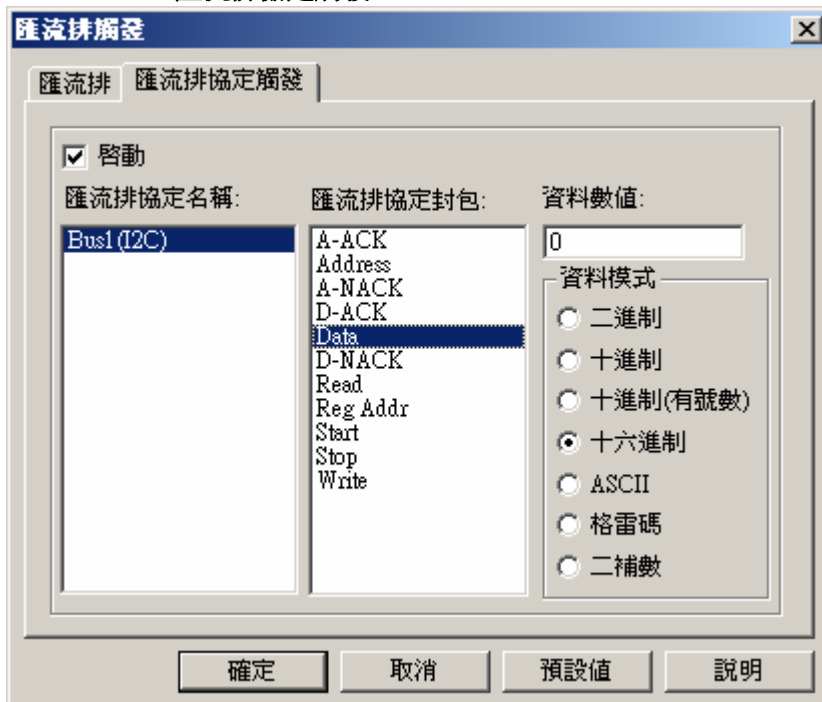 匯流排觸發
匯流排 匯流排協定觸發
啓動
匯流排協定名稱: 匯流排協定封包: 資料數值:
Bus1 (I2C)
A-ACK
Address
A-NACK
D-ACK
Data
D-NACK
Read
Reg Addr
Start
Stop
Write
0
資料模式
二進制
十進制
十進制(有號數)
十六進制
ASCII
格雷碼
二補數
確定 取消 預設值 說明